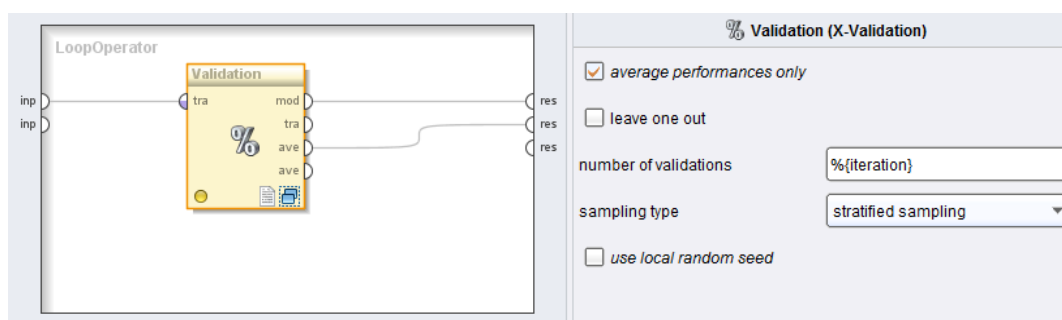 LoopOperator
Validation
inp
inp
tra
mod
tra
ave
ave
%
res
res
res
% Validation (X-Validation)
average performances only
leave one out
number of validations
%{iteration}
sampling type
stratified sampling
use local random seed